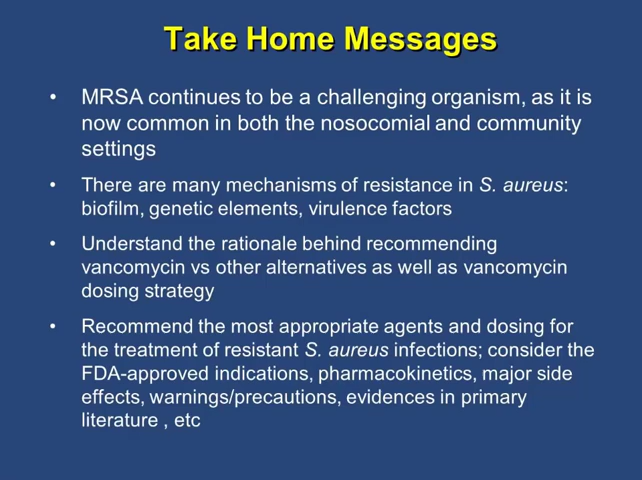 Take Home Messages
• MRSA continues to be a challenging organism, as it is
now common in both the nosocomial and community
settings
• There are many mechanisms of resistance in S. aureus:
biofilm, genetic elements, virulence factors
• Understand the rationale behind recommending
vancomycin vs other alternatives as well as vancomycin
dosing strategy
• Recommend the most appropriate agents and dosing for
the treatment of resistant S. aureus infections; consider the
FDA-approved indications, pharmacokinetics, major side
effects, warnings/precautions, evidences in primary
literature , etc